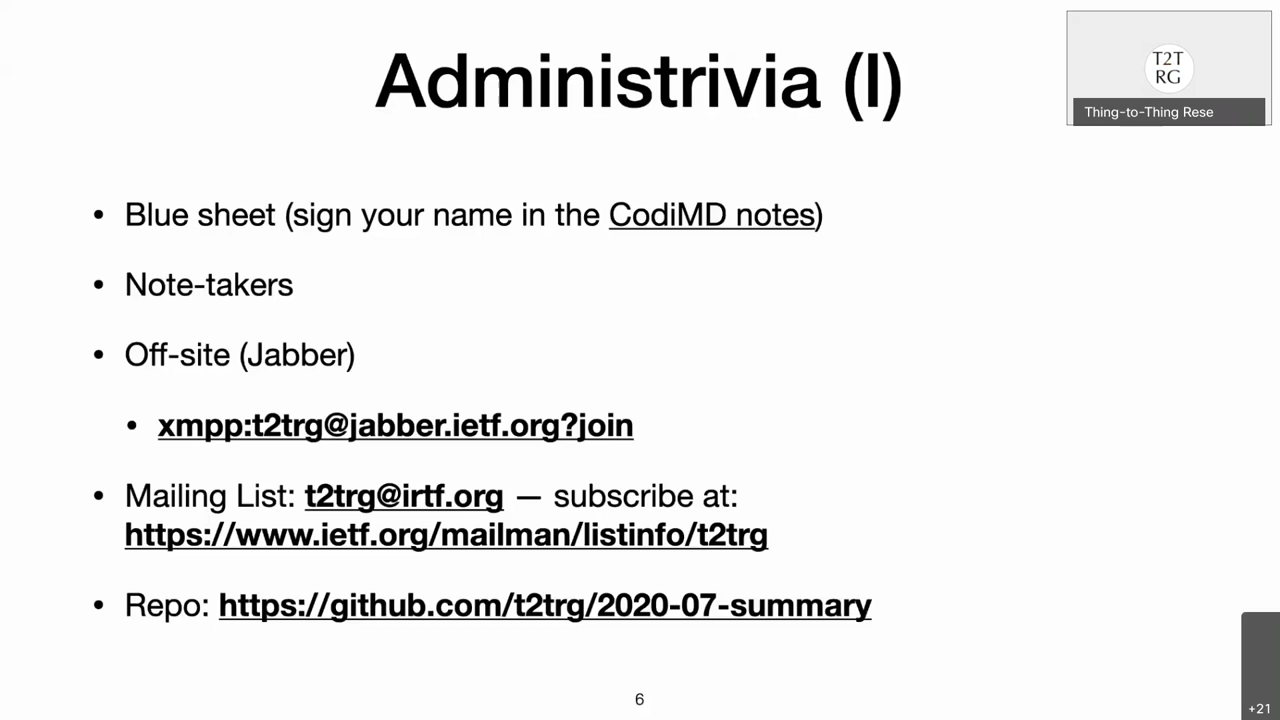 Administrivia (I)
T2T
RG
Thing-to-Thing Rese
• Blue sheet (sign your name in the CodiMD notes)
• Note-takers
• Off-site (Jabber)
• xmpp:t2trg@jabber.ietf.org?join
• Mailing List: t2trg@irtf.org — subscribe at:
https://www.ietf.org/mailman/listinfo/t2trg
• Repo: https://github.com/t2trg/2020-07-summary
6
+21